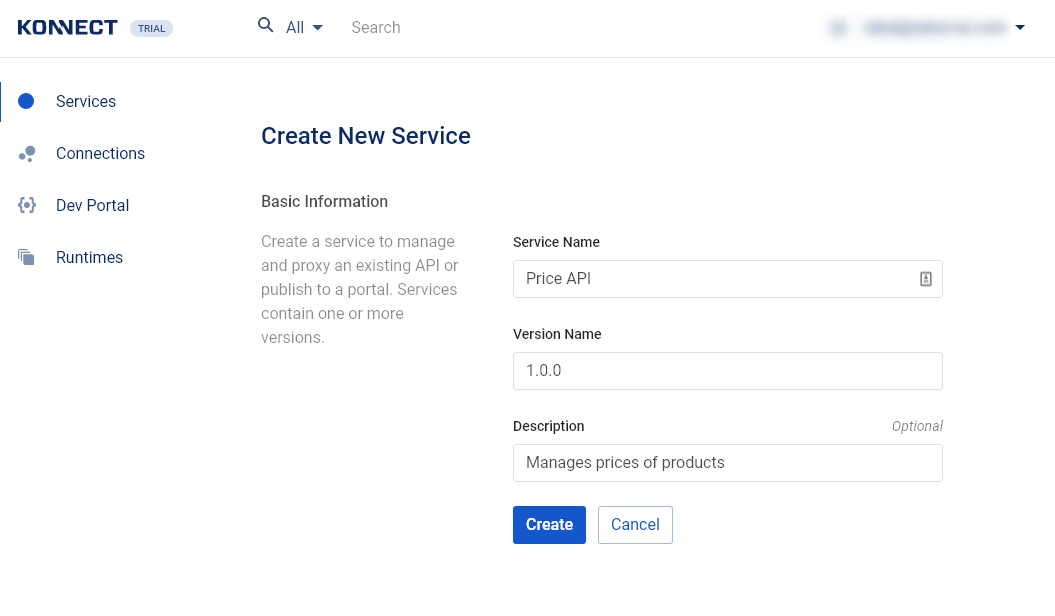 KONNECT TRIAL All Search
Services
Connections
Dev Portal
Runtimes
Create New Service
Basic Information
Create a service to manage
and proxy an existing API or
publish to a portal. Services
contain one or more
versions.
Service Name
Price API
Version Name
1.0.0
Description Optional
Manages prices of products
Create Cancel